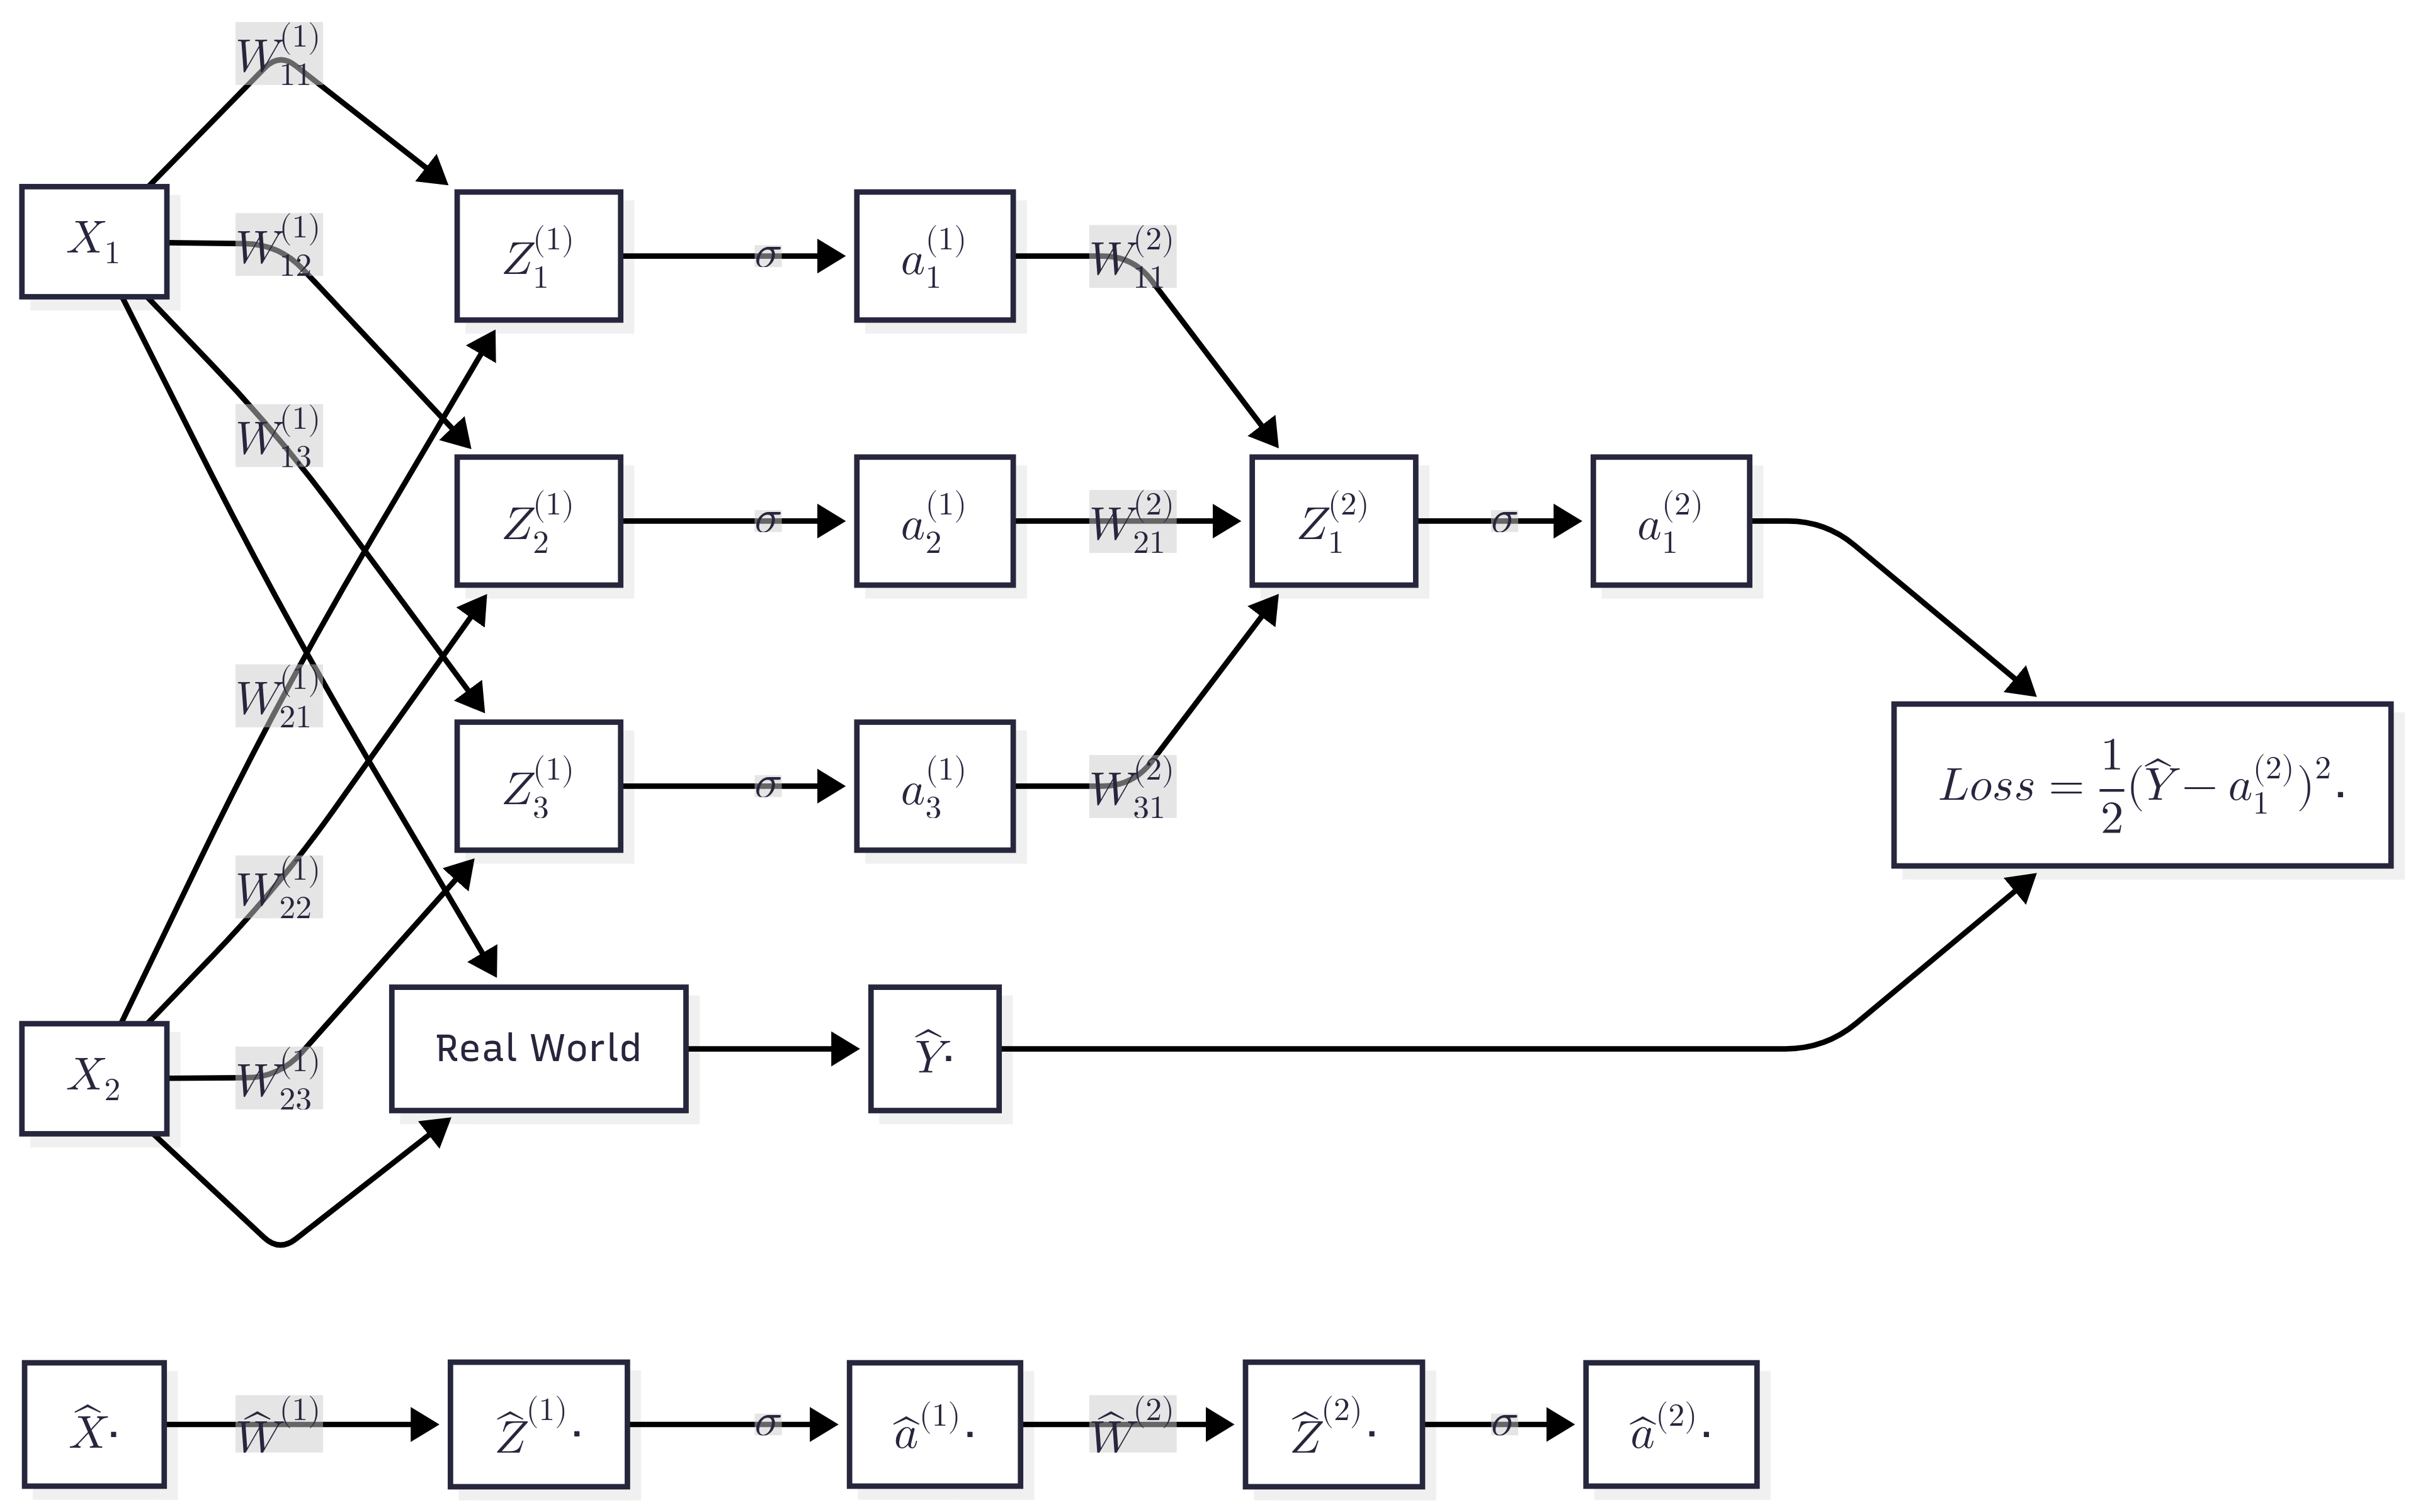 $W_{11}^{(1)}$
$X_1$
$W_{12}^{(1)}$
$Z_1^{(1)}$
$\sigma$
$a_1^{(1)}$
$W_{11}^{(2)}$
$W_{13}^{(1)}$
$Z_2^{(1)}$
$\sigma$
$a_2^{(1)}$
$W_{21}^{(2)}$
$Z_1^{(2)}$
$\sigma$
$a_1^{(2)}$
$W_{21}^{(1)}$
$Z_3^{(1)}$
$\sigma$
$a_3^{(1)}$
$W_{31}^{(2)}$
$Loss = \frac{1}{2}(\widehat{Y} - a_1^{(2)})^2.$
$W_{22}^{(1)}$
$X_2$
$W_{23}^{(1)}$
Real World
$\widehat{Y}.$
$\widehat{X}.$
$\widehat{W}^{(1)}$
$\widehat{Z}^{(1)}.$
$\sigma$
$\widehat{a}^{(1)}.$
$\widehat{W}^{(2)}$
$\widehat{Z}^{(2)}.$
$\sigma$
$\widehat{a}^{(2)}.$